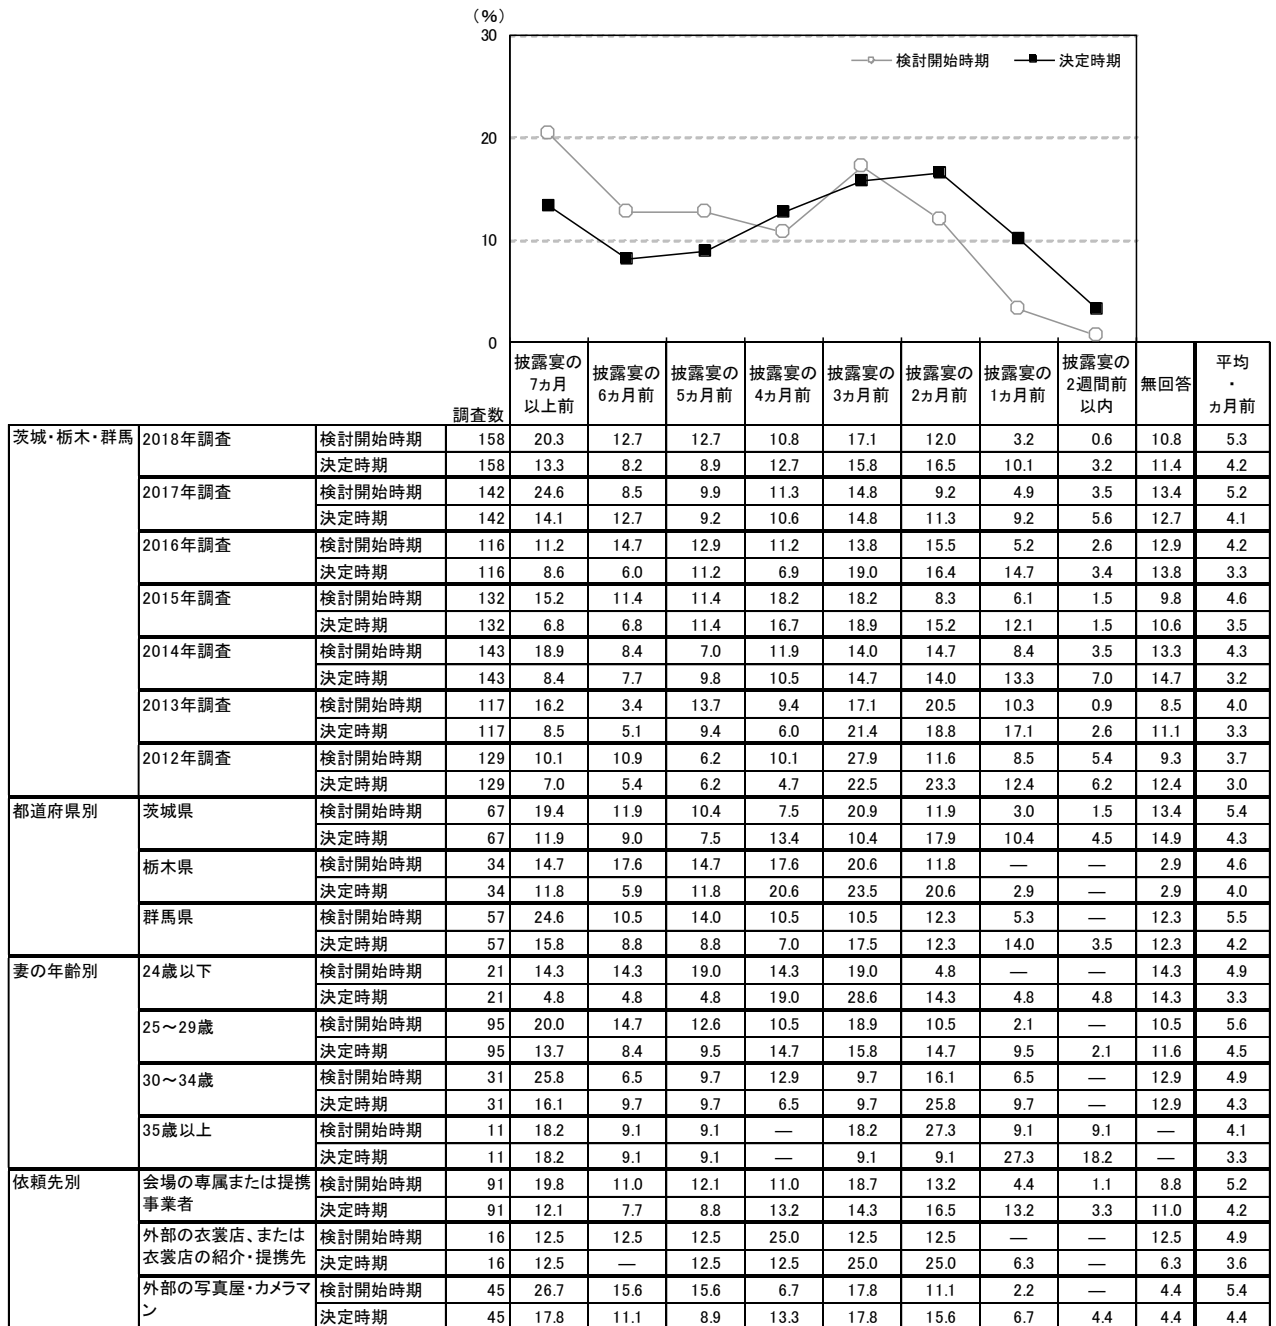 （%）
30
20
10
0
検討開始時期 決定時期
調査数 披露宴の7ヵ月以上前 披露宴の6ヵ月前 披露宴の5ヵ月前 披露宴の4ヵ月前 披露宴の3ヵ月前 披露宴の2ヵ月前 披露宴の1ヵ月前 披露宴の2週間前以内 無回答 平均・ヵ月前
茨城・栃木・群馬 2018年調査 検討開始時期 158 20.3 12.7 12.7 10.8 17.1 12.0 3.2 0.6 10.8 5.3
決定時期 158 13.3 8.2 8.9 12.7 15.8 16.5 10.1 3.2 11.4 4.2
2017年調査 検討開始時期 142 24.6 8.5 9.9 11.3 14.8 9.2 4.9 3.5 13.4 5.2
決定時期 142 14.1 12.7 9.2 10.6 14.8 11.3 9.2 5.6 12.7 4.1
2016年調査 検討開始時期 116 11.2 14.7 12.9 11.2 13.8 15.5 5.2 2.6 12.9 4.2
決定時期 116 8.6 6.0 11.2 6.9 19.0 16.4 14.7 3.4 13.8 3.3
2015年調査 検討開始時期 132 15.2 11.4 11.4 18.2 18.2 8.3 6.1 1.5 9.8 4.6
決定時期 132 6.8 6.8 11.4 16.7 18.9 15.2 12.1 1.5 10.6 3.5
2014年調査 検討開始時期 143 18.9 8.4 7.0 11.9 14.0 14.7 8.4 3.5 13.3 4.3
決定時期 143 8.4 7.7 9.8 10.5 14.7 14.0 13.3 7.0 14.7 3.2
2013年調査 検討開始時期 117 16.2 3.4 13.7 9.4 17.1 20.5 10.3 0.9 8.5 4.0
決定時期 117 8.5 5.1 9.4 6.0 21.4 18.8 17.1 2.6 11.1 3.3
2012年調査 検討開始時期 129 10.1 10.9 6.2 10.1 27.9 11.6 8.5 5.4 9.3 3.7
決定時期 129 7.0 5.4 6.2 4.7 22.5 23.3 12.4 6.2 12.4 3.0
都道府県別 茨城県 検討開始時期 67 19.4 11.9 10.4 7.5 20.9 11.9 3.0 1.5 13.4 5.4
決定時期 67 11.9 9.0 7.5 13.4 10.4 17.9 10.4 4.5 14.9 4.3
栃木県 検討開始時期 34 14.7 17.6 14.7 17.6 20.6 11.8 — — 2.9 4.6
決定時期 34 11.8 5.9 11.8 20.6 23.5 20.6 2.9 — 2.9 4.0
群馬県 検討開始時期 57 24.6 10.5 14.0 10.5 10.5 12.3 5.3 — 12.3 5.5
決定時期 57 15.8 8.8 8.8 7.0 17.5 12.3 14.0 3.5 12.3 4.2
妻の年齢別 24歳以下 検討開始時期 21 14.3 14.3 19.0 14.3 19.0 4.8 — — 14.3 4.9
決定時期 21 4.8 4.8 4.8 19.0 28.6 14.3 4.8 4.8 14.3 3.3
25～29歳 検討開始時期 95 20.0 14.7 12.6 10.5 18.9 10.5 2.1 — 10.5 5.6
決定時期 95 13.7 8.4 9.5 14.7 15.8 14.7 9.5 2.1 11.6 4.5
30～34歳 検討開始時期 31 25.8 6.5 9.7 12.9 9.7 16.1 6.5 — 12.9 4.9
決定時期 31 16.1 9.7 9.7 6.5 9.7 25.8 9.7 — 12.9 4.3
35歳以上 検討開始時期 11 18.2 9.1 9.1 — 18.2 27.3 9.1 9.1 — 4.1
決定時期 11 18.2 9.1 9.1 — 9.1 9.1 27.3 18.2 — 3.3
依頼先別 会場の専属または提携事業者 検討開始時期 91 19.8 11.0 12.1 11.0 18.7 13.2 4.4 1.1 8.8 5.2
決定時期 91 12.1 7.7 8.8 13.2 14.3 16.5 13.2 3.3 11.0 4.2
外部の衣裳店、または衣裳店の紹介・提携先 検討開始時期 16 12.5 12.5 12.5 25.0 12.5 12.5 — — 12.5 4.9
決定時期 16 12.5 — 12.5 12.5 25.0 25.0 6.3 — 6.3 3.6
外部の写真屋・カメラマン 検討開始時期 45 26.7 15.6 15.6 6.7 17.8 11.1 2.2 — 4.4 5.4
決定時期 45 17.8 11.1 8.9 13.3 17.8 15.6 6.7 4.4 4.4 4.4